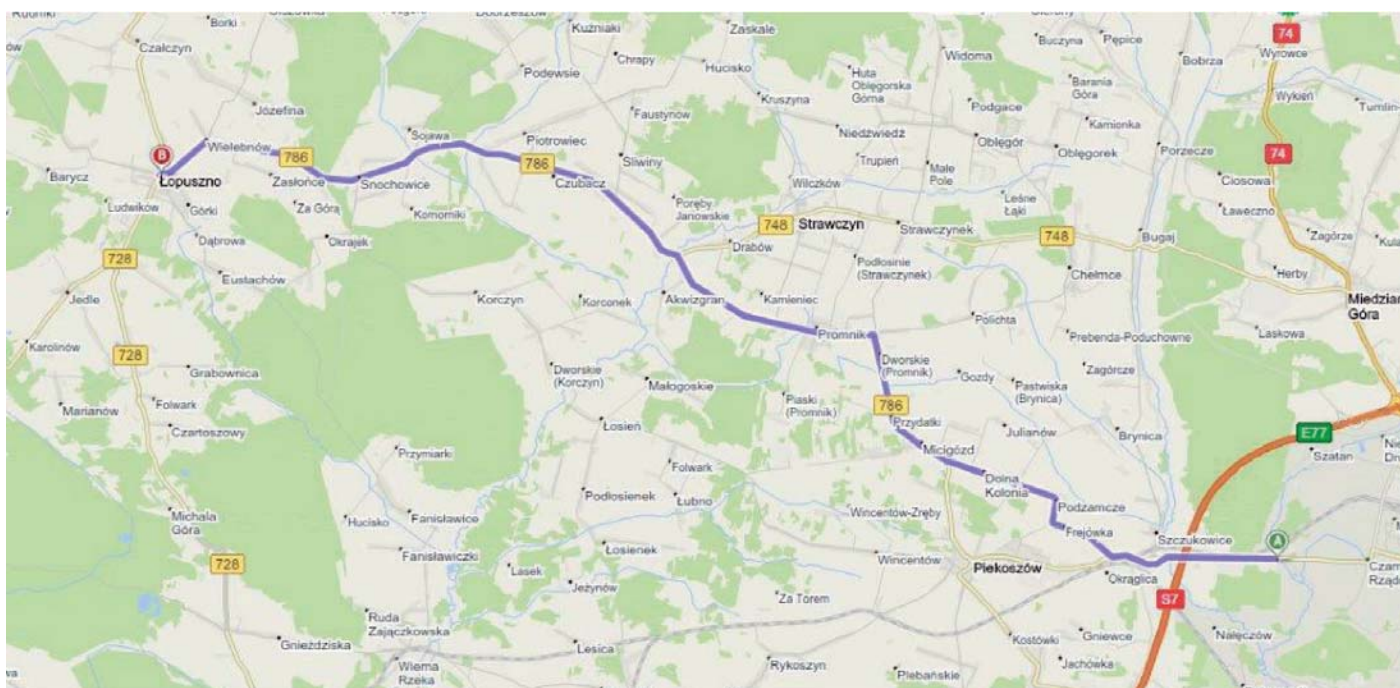 Borki
Kuźniaki
Zaskale
Buczyna
Pępice
74
Czałczyn
Podewsie
Chrapy
Hucisko
Widoma
Bobrza
Wyrowce
Huta
Oblęgorska
Górna
Barania
Góra
Wykień
Józefina
Kruszyna
Podgace
Tumlin-
Faustynów
Kamionka
Sojawa
Piotrowiec
Niedźwiedź
Oblęgór
Wielebnów
Oblęgorek
Porzecze
74
B
786
786
Śliwiny
Trupień
Małe
Pole
Barycz
Łopuszno
Zasłońce
Snochowice
Czubacz
Wilczków
Ciosowa
Ludwików
Górki
Za Górą
Komorniki
Poręby
Janowskie
Leśne
Łąki
Ławeczno
748
Strawczyn
Strawczynek
748
Bugaj
Zagórze
Dąbrowa
Okrajek
Drabów
728
Podłosinie
(Strawczynek)
Chełmce
Herby
Eustachów
Jedle
Korczyn
Korconek
Akwizgran
Kamieniec
Miedzia
Góra
Polichta
Laskowa
Karolinów
728
Promnik
Prebenda-Poduchowne
Grabownica
Dworskie
(Korczyn)
Małogoskie
Dworskie
(Promnik)
Gozdy
Zagórcze
Pastwiska
(Brynica)
Marianów
Folwark
Piaski
(Promnik)
786
Czartoszowy
Łosień
Przydatki
Julianów
Brynica
E77
Przymiarki
Micigózd
Szatan
Folwark
Dolna
Kolonia
Podłosienek
Łubno
Podzamcze
Michala
Góra
Hucisko
Fanisławice
Wincentów-Zręby
Frejówka
Szczukowice
A
Fanisławiczki
Łosienek
Wincentów
Piekoszów
728
Lasek
Jeżynów
Okrąglica
Za Torem
S7
Ruda
Zajączkowska
Gnieździska
Lesica
Kostówki
Gniewce
Nałęczów
Wierna
Rzeka
Rykoszyn
Plebańskie
Jachówka